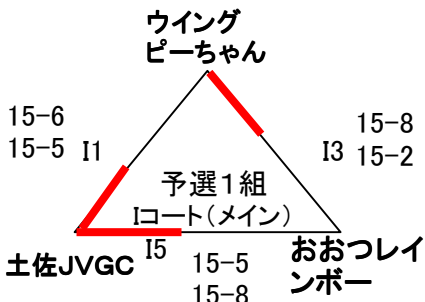 ウイング
ピーちゃん
15-6
15-5 I1
15-8
I3 15-2
予選1組
Iコート(メイン)
土佐JVGC
I5
15-5
15-8
おおつレイ
ンボー